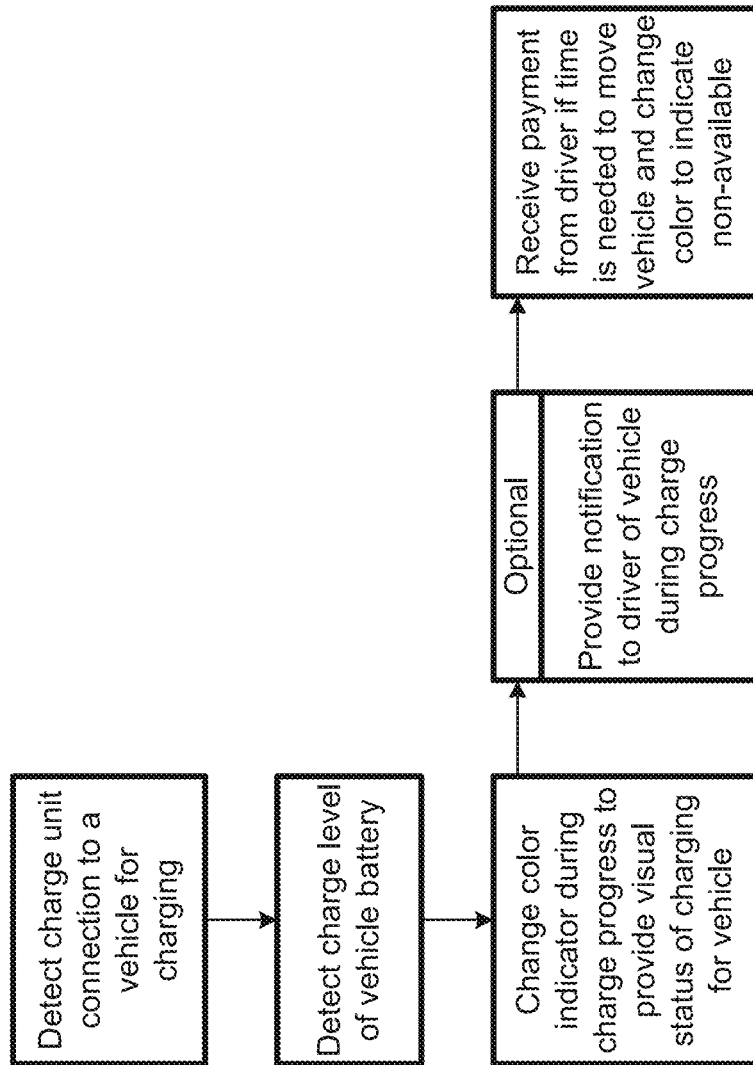 Detect charge unit
connection to a
vehicle for
charging
Detect charge level
of vehicle battery
Change color
indicator during
charge progress to
provide visual
status of charging
for vehicle
Optional
Provide notification
to driver of vehicle
during charge
progress
Receive payment
from driver if time
is needed to move
vehicle and change
color to indicate
non-available